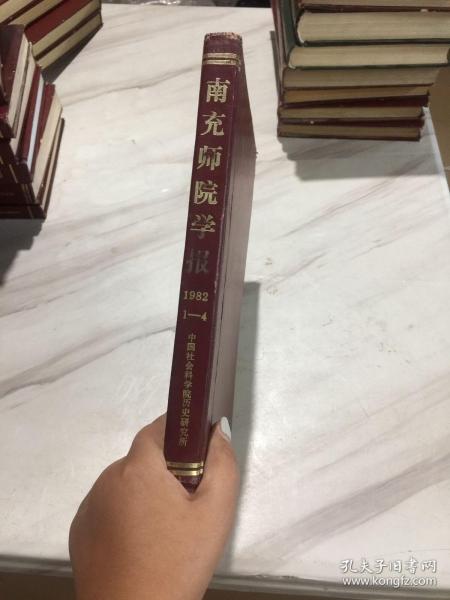 南充师院学报
1982
1—4
中国社会科学院历史研究所
孔夫子旧书网
www.kongfz.com